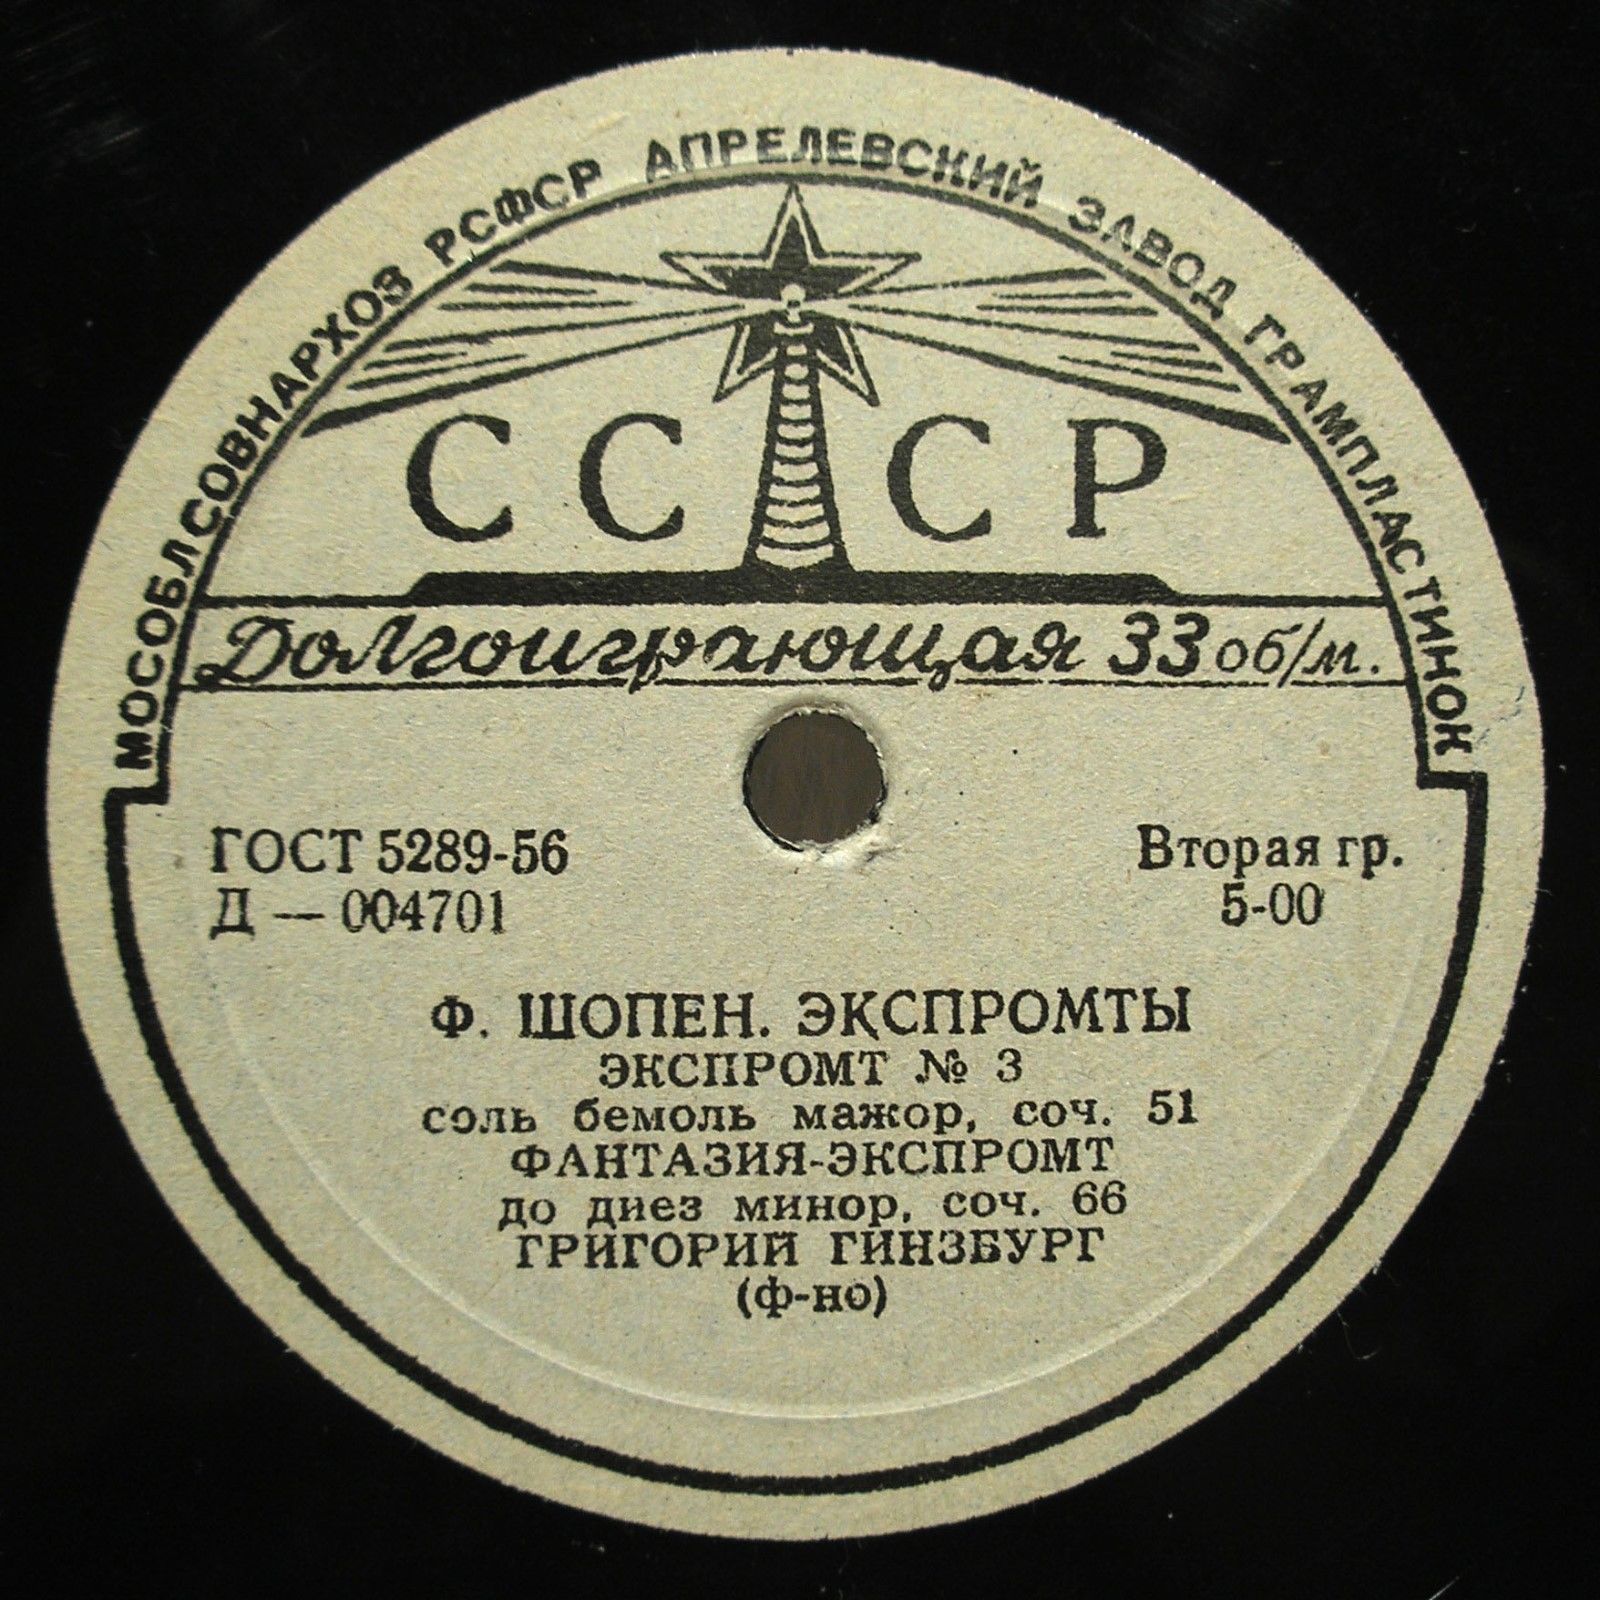 МОСОБЛСОВНАРХОЗ РСФСР АПРЕЛЕВСКИЙ ЗАВОД ГРАМПЛАСТИНОК
СССР
Долгоиграющая 33 об/м.
ГОСТ 5289-56
Д — 004701
Вторая гр.
5-00
Ф. ШОПЕН. ЭКСПРОМТЫ
ЭКСПРОМТ № 3
соль бемоль мажор, соч. 51
ФАНТАЗИЯ-ЭКСПРОМТ
до диез минор, соч. 66
ГРИГОРИЙ ГИНЗБУРГ
(ф-но)